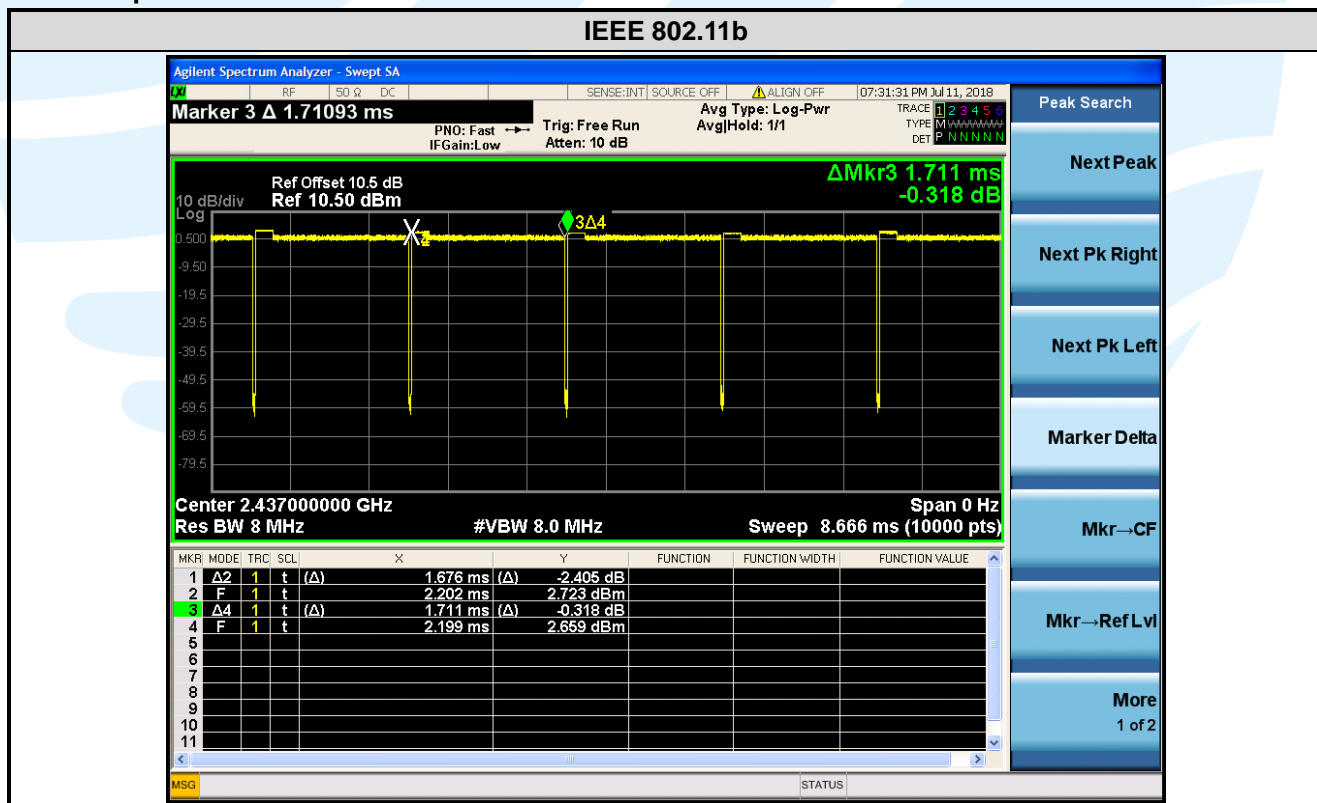 IEEE 802.11b
Agilent Spectrum Analyzer - Swept SA
LXI RF 50 Ω DC SENSE:INT SOURCE OFF ALIGN OFF 07:31:31 PM Jul 11, 2018
Marker 3 Δ 1.71093 ms
PNO: Fast
IFGain:Low
Trig: Free Run
Atten: 10 dB
Avg Type: Log-Pwr
Avg|Hold: 1/1
TRACE 1 2 3 4 5 6
TYPE M WWWWW
DET P N N N N N
ΔMkr3 1.711 ms
-0.318 dB
10 dB/div
Log
Ref Offset 10.5 dB
Ref 10.50 dBm
3Δ4
0.500
-9.50
-19.5
-29.5
-39.5
-49.5
-59.5
-69.5
-79.5
Center 2.437000000 GHz Span 0 Hz
Res BW 8 MHz #VBW 8.0 MHz Sweep 8.666 ms (10000 pts)
MKR MODE TRC SCL X Y FUNCTION FUNCTION WIDTH FUNCTION VALUE
1 Δ2 1 t (Δ) 1.676 ms (Δ) -2.405 dB
2 F 1 t 2.202 ms 2.723 dBm
3 Δ4 1 t (Δ) 1.711 ms (Δ) -0.318 dB
4 F 1 t 2.199 ms 2.659 dBm
5
6
7
8
9
10
11
MSG STATUS
Peak Search
Next Peak
Next Pk Right
Next Pk Left
Marker Delta
Mkr→CF
Mkr→Ref Lvl
More
1 of 2